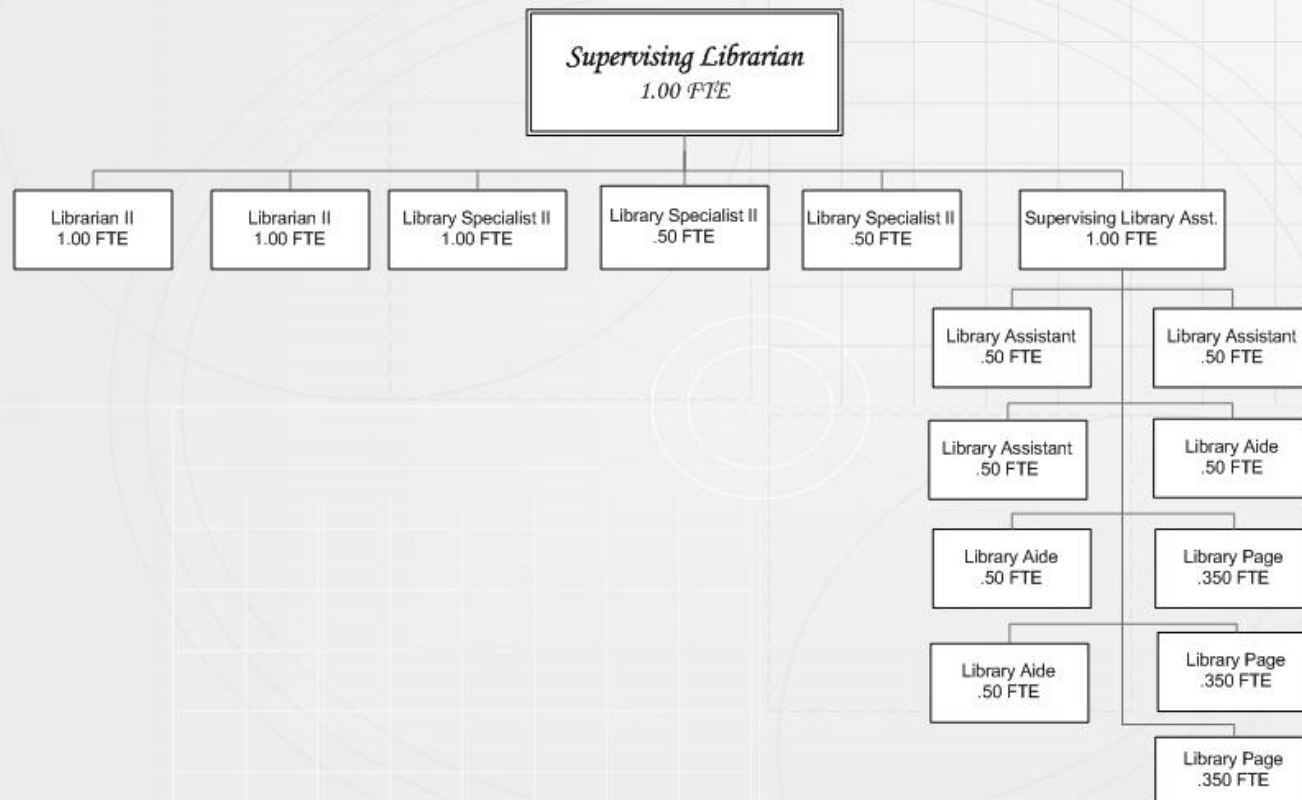 Supervising Librarian
1.00 FTE
Librarian II
1.00 FTE
Librarian II
1.00 FTE
Library Specialist II
1.00 FTE
Library Specialist II
.50 FTE
Library Specialist II
.50 FTE
Supervising Library Asst.
1.00 FTE
Library Assistant
.50 FTE
Library Assistant
.50 FTE
Library Assistant
.50 FTE
Library Aide
.50 FTE
Library Aide
.50 FTE
Library Page
.350 FTE
Library Aide
.50 FTE
Library Page
.350 FTE
Library Page
.350 FTE